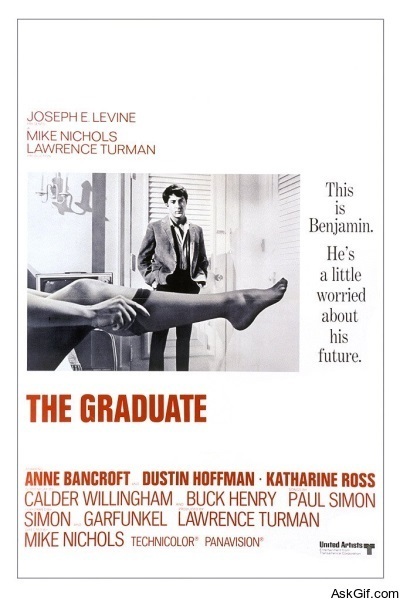 JOSEPH E. LEVINE
MIKE NICHOLS
LAWRENCE TURMAN
This
is
Benjamin.
He's
a little
worried
about
his
future.
THE GRADUATE
ANNE BANCROFT DUSTIN HOFFMAN · KATHARINE ROSS
CALDER WILLINGHAM BUCK HENRY PAUL SIMON
SIMON GARFUNKEL LAWRENCE TURMAN
MIKE NICHOLS TECHNICOLOR® PANAVISION®
United Artists
AskGif.com